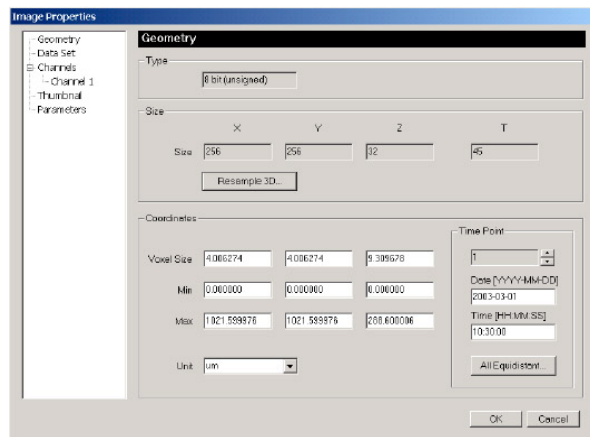 Image Properties
Geometry
Data Set
Channels
Channel 1
Thumbnail
Parameters
Geometry
Type
8 bit (unsigned)
Size
X Y Z T
Size 256 256 32 45
Resample 3D...
Coordinates
Voxel Size 4.006274 4.006274 9.309678
Min 0.000000 0.000000 0.000000
Max 1021.599976 1021.599976 288.600006
Unit um
Time Point
1
Date [YYYY-MM-DD]
2003-03-01
Time [HH:MM:SS]
10:30:00
All Equidistant...
OK Cancel